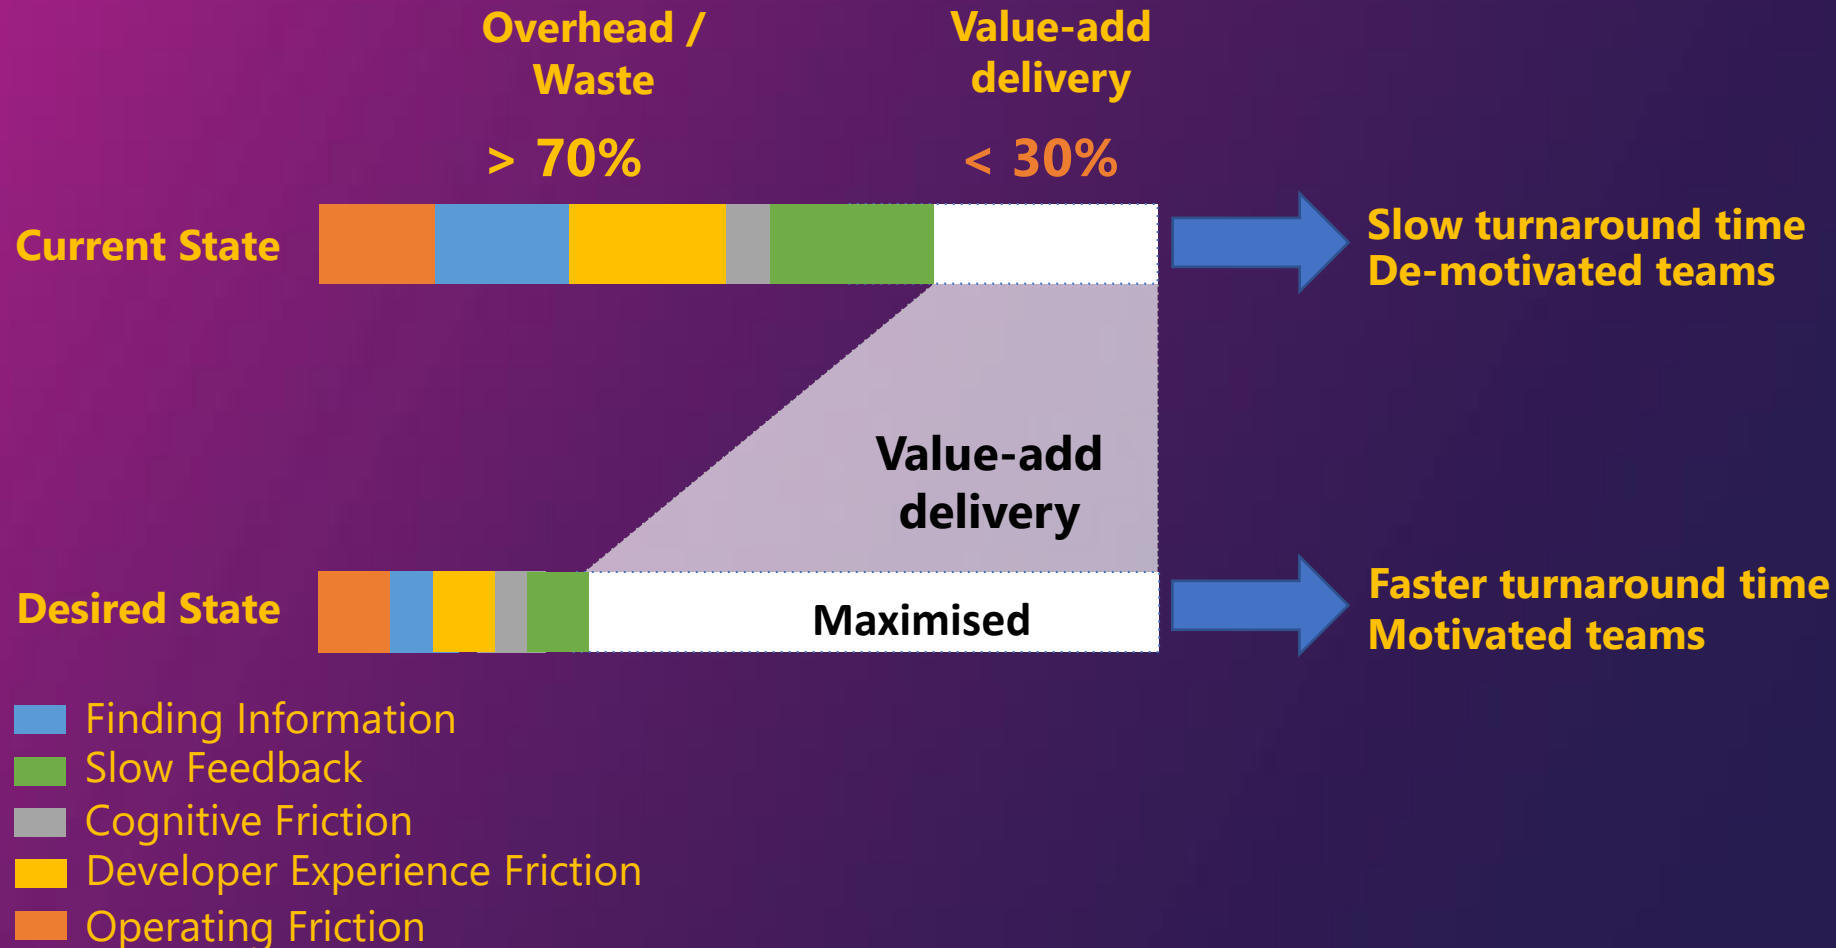 Overhead /
Waste
Value-add
delivery
> 70%
< 30%
Current State
Slow turnaround time
De-motivated teams
Value-add
delivery
Desired State
Maximised
Faster turnaround time
Motivated teams
Finding Information
Slow Feedback
Cognitive Friction
Developer Experience Friction
Operating Friction